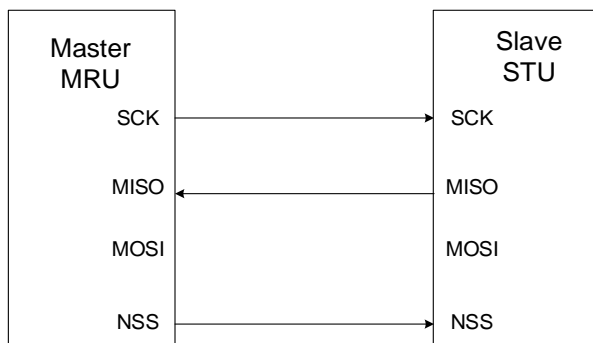 Master
MRU
Slave
STU
SCK
SCK
MISO
MISO
MOSI
MOSI
NSS
NSS